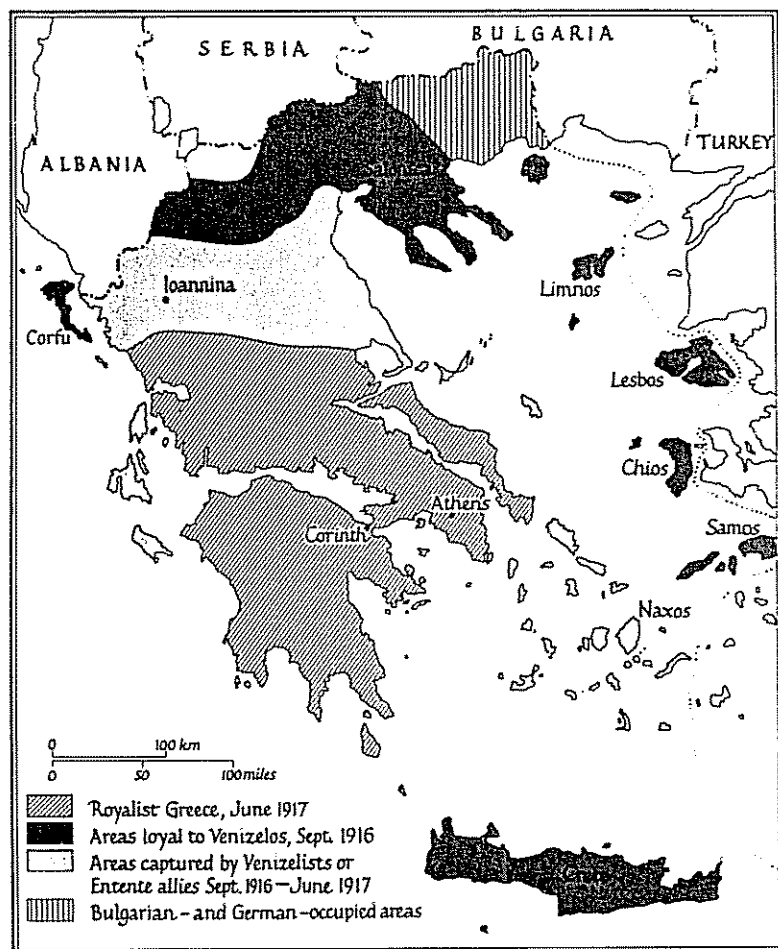 SERBIA
BULGARIA
ALBANIA
TURKEY
Ioannina
Corfu
Limnos
Lesbos
Chios
Athens
Corinth
Samos
Naxos
0 100 km
0 50 100 miles
Royalist Greece, June 1917
Areas loyal to Venizelos, Sept. 1916
Areas captured by Venizelists or
Entente allies Sept. 1916–June 1917
Bulgarian- and German-occupied areas